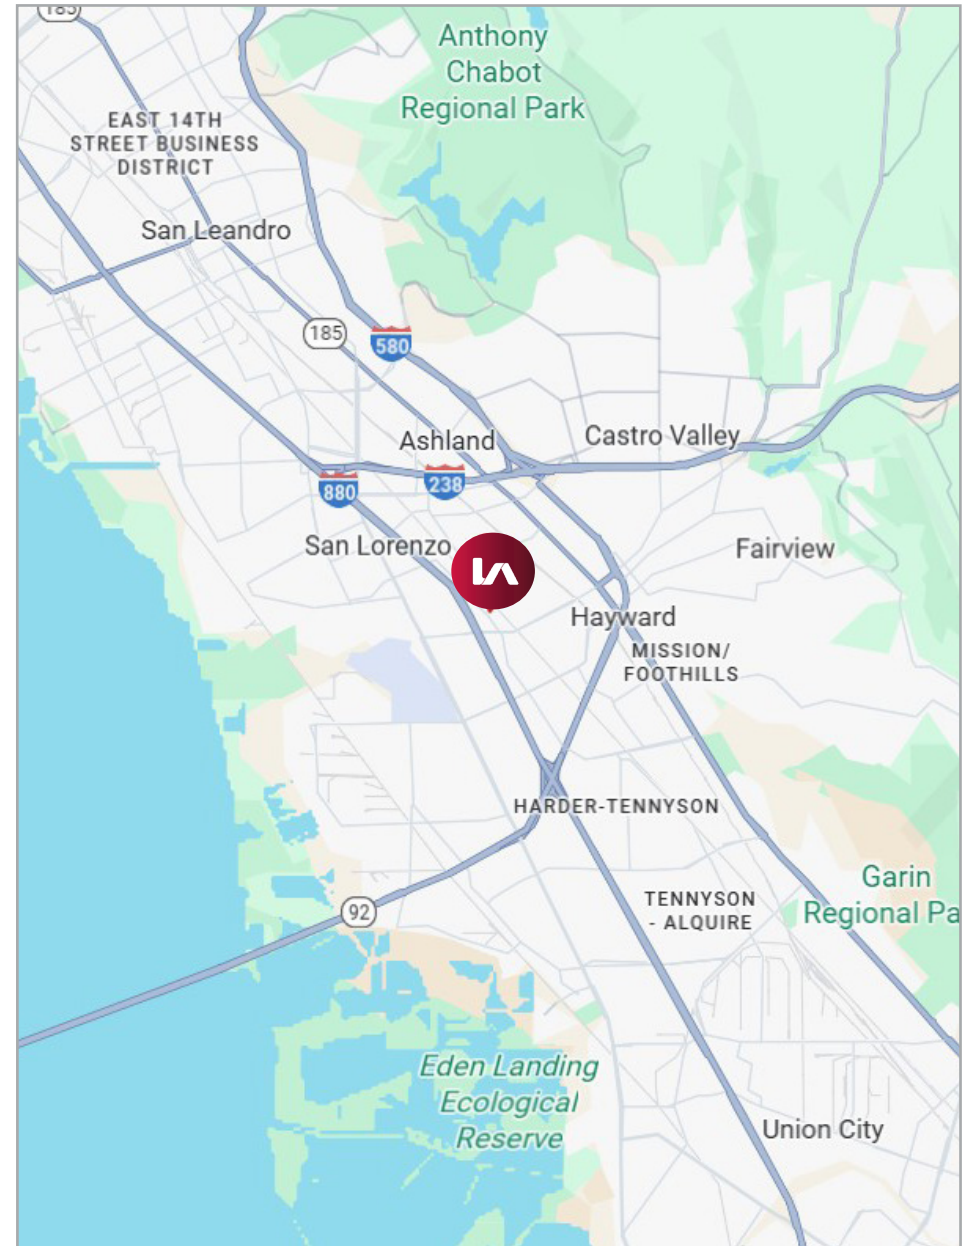 185
Anthony
Chabot
Regional Park
EAST 14TH
STREET BUSINESS
DISTRICT
San Leandro
185
580
Ashland
Castro Valley
880
238
San Lorenzo
Fairview
Hayward
MISSION/
FOOTHILLS
HARDER-TENNYSON
Garin
Regional Pa
TENNYSON
- ALQUIRE
92
Eden Landing
Ecological
Reserve
Union City